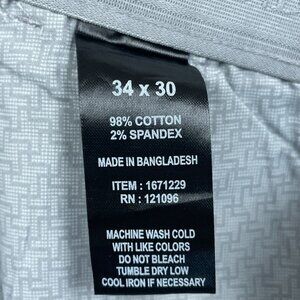 34 x 30
98% COTTON
2% SPANDEX
MADE IN BANGLADESH
ITEM : 1671229
RN : 121096
MACHINE WASH COLD
WITH LIKE COLORS
DO NOT BLEACH
TUMBLE DRY LOW
COOL IRON IF NECESSARY